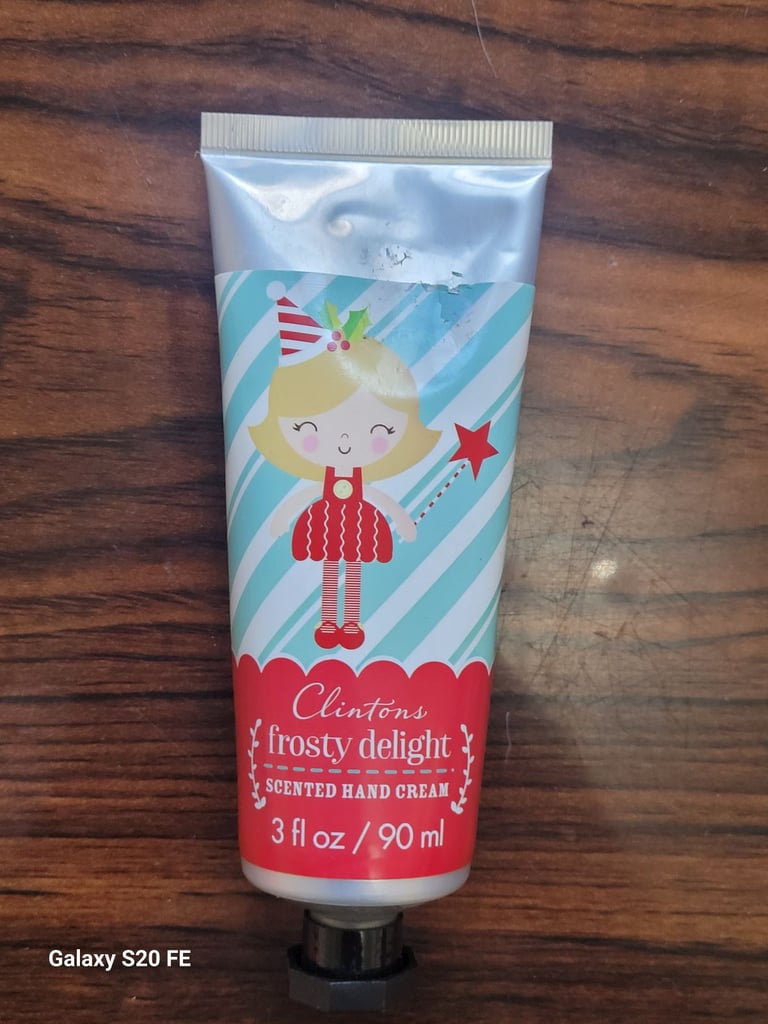 Clintons
frosty delight
SCENTED HAND CREAM
3 fl oz / 90 ml
Galaxy S20 FE